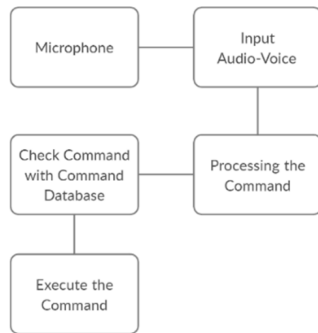 Microphone
Input
Audio-Voice
Check Command
with Command
Database
Processing the
Command
Execute the
Command